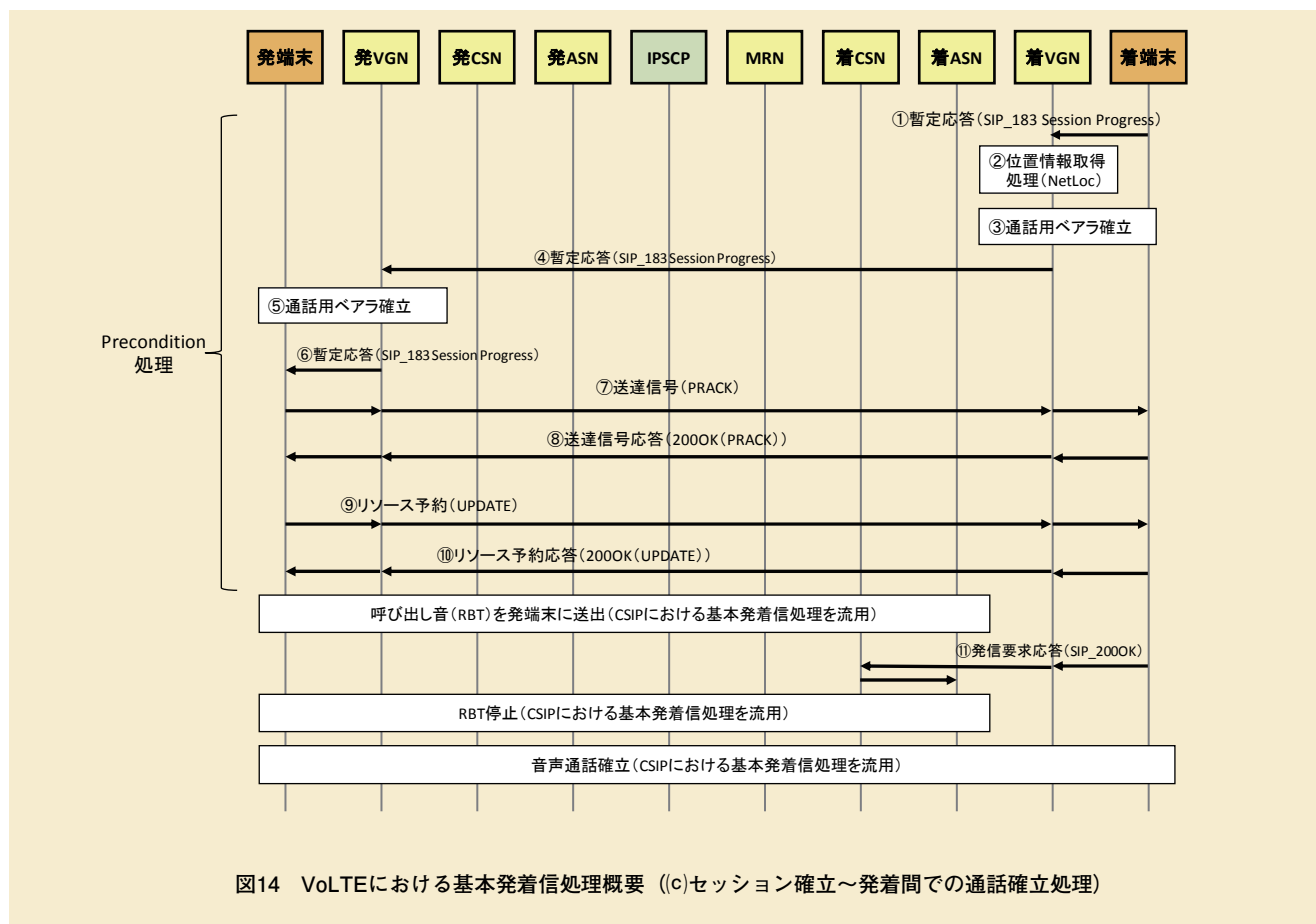 発端末
発VGN
発CSN
発ASN
IPSCP
MRN
着CSN
着ASN
着VGN
着端末
①暫定応答(SIP_183 Session Progress)
②位置情報取得
処理(NetLoc)
③通話用ベアラ確立
④暫定応答(SIP_183 Session Progress)
⑤通話用ベアラ確立
Precondition
処理
⑥暫定応答(SIP_183 Session Progress)
⑦送達信号(PRACK)
⑧送達信号応答(200OK(PRACK))
⑨リソース予約(UPDATE)
⑩リソース予約応答(200OK(UPDATE))
呼び出し音(RBT)を発端末に送出(CSIPにおける基本発着信処理を流用)
⑪発信要求応答(SIP_200OK)
RBT停止(CSIPにおける基本発着信処理を流用)
音声通話確立(CSIPにおける基本発着信処理を流用)
図14 VoLTEにおける基本発着信処理概要 ((c)セッション確立～発着間での通話確立処理)